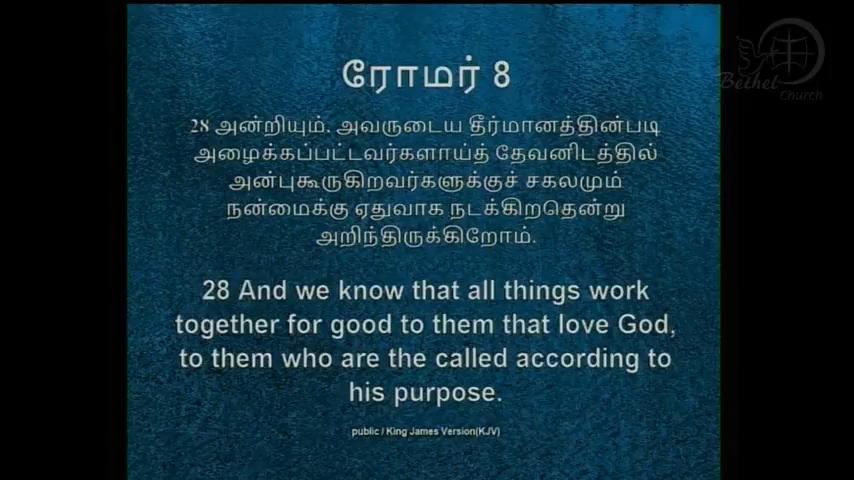 ரோமர் 8
28 அன்றியும், அவருடைய தீர்மானத்தின்படி
அழைக்கப்பட்டவர்களாய்த் தேவனிடத்தில்
அன்புகூருகிறவர்களுக்குச் சகலமும்
நன்மைக்கு ஏதுவாக நடக்கிறதென்று
அறிந்திருக்கிறோம்.
28 And we know that all things work
together for good to them that love God,
to them who are the called according to
his purpose.
public / King James Version(KJV)
Bethel
Church